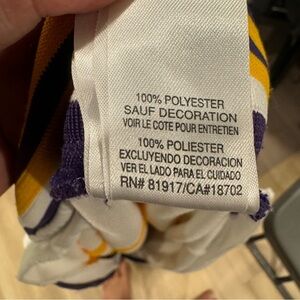 100% POLYESTER
SAUF DECORATION
VOIR LE COTE POUR ENTRETIEN
100% POLIESTER
EXCLUYENDO DECORACION
VER EL LADO PARA EL CUIDADO
RN# 81917/CA#18702